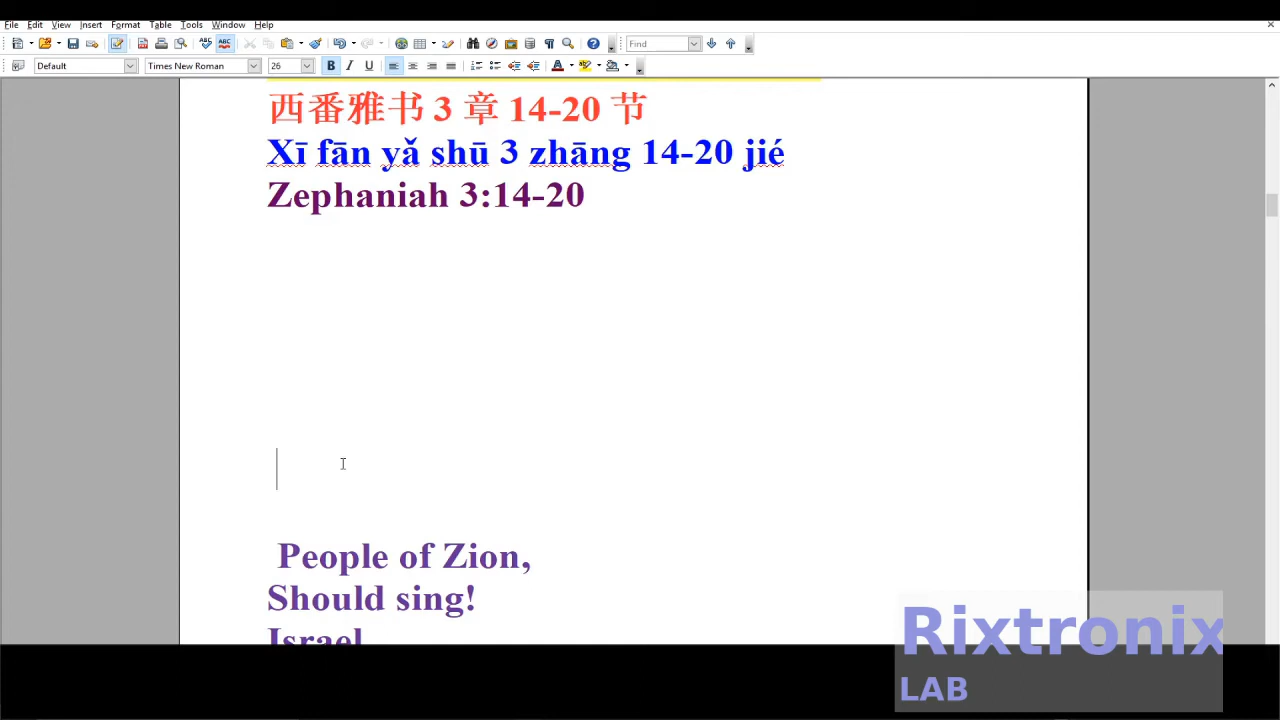 File Edit View Insert Format Table Tools Window Help
Find
Default Times New Roman 26 B I U
西番雅书 3 章 14-20 节
Xī fān yǎ shū 3 zhāng 14-20 jié
Zephaniah 3:14-20
People of Zion,
Should sing!
Israel
Rixtronix
LAB